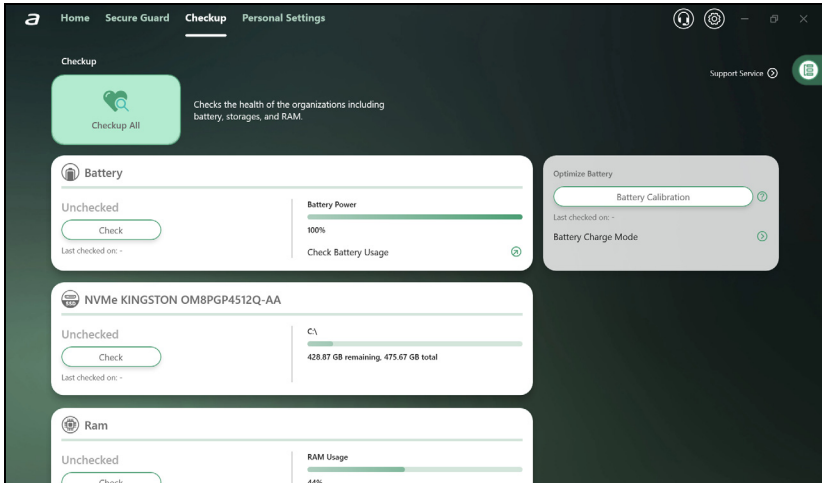 a Home Secure Guard Checkup Personal Settings
Checkup
Support Service
Checkup All
Checks the health of the organizations including
battery, storages, and RAM.
Battery
Unchecked
Check
Last checked on: -
Battery Power
100%
Check Battery Usage
Optimize Battery
Battery Calibration
Last checked on: -
Battery Charge Mode
SSD
NVMe KINGSTON OM8PGP4512Q-AA
Unchecked
Check
Last checked on: -
C:\
428.87 GB remaining, 475.67 GB total
Ram
Unchecked
Check
RAM Usage
44%